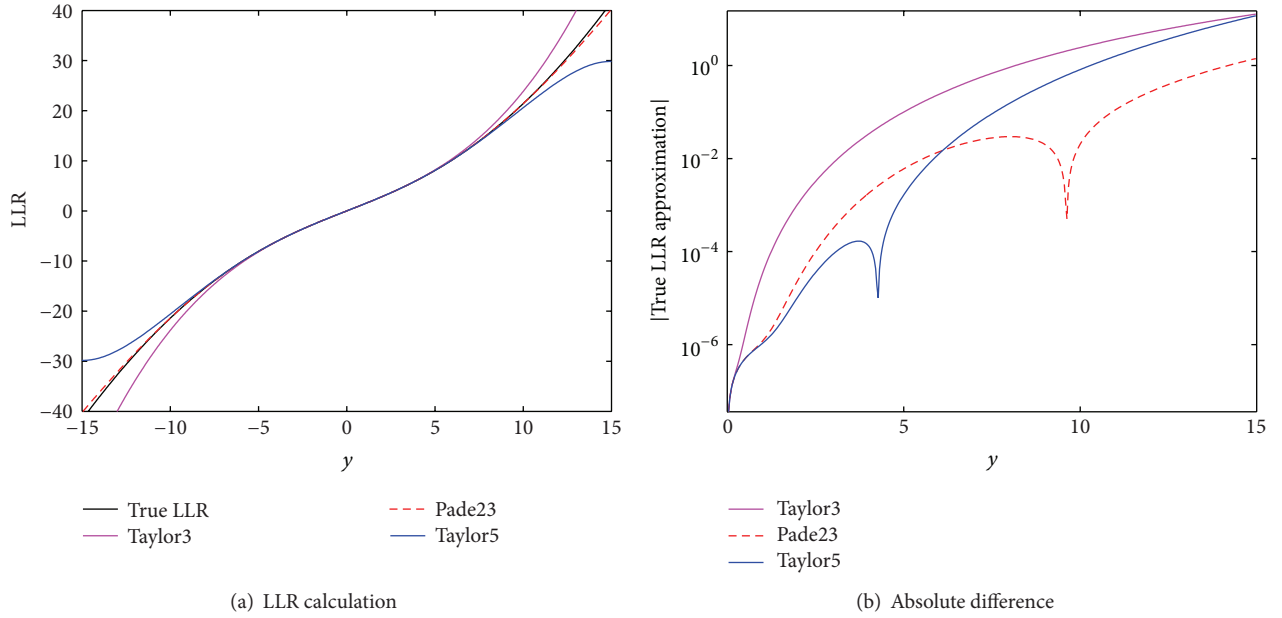 40
30
20
10
0
−10
−20
−30
−40
LLR
−15
−10
−5
0
5
10
15
y
True LLR
Taylor3
Pade23
Taylor5
(a) LLR calculation
10^0
10^−2
10^−4
10^−6
|True LLR approximation|
0
5
10
15
y
Taylor3
Pade23
Taylor5
(b) Absolute difference